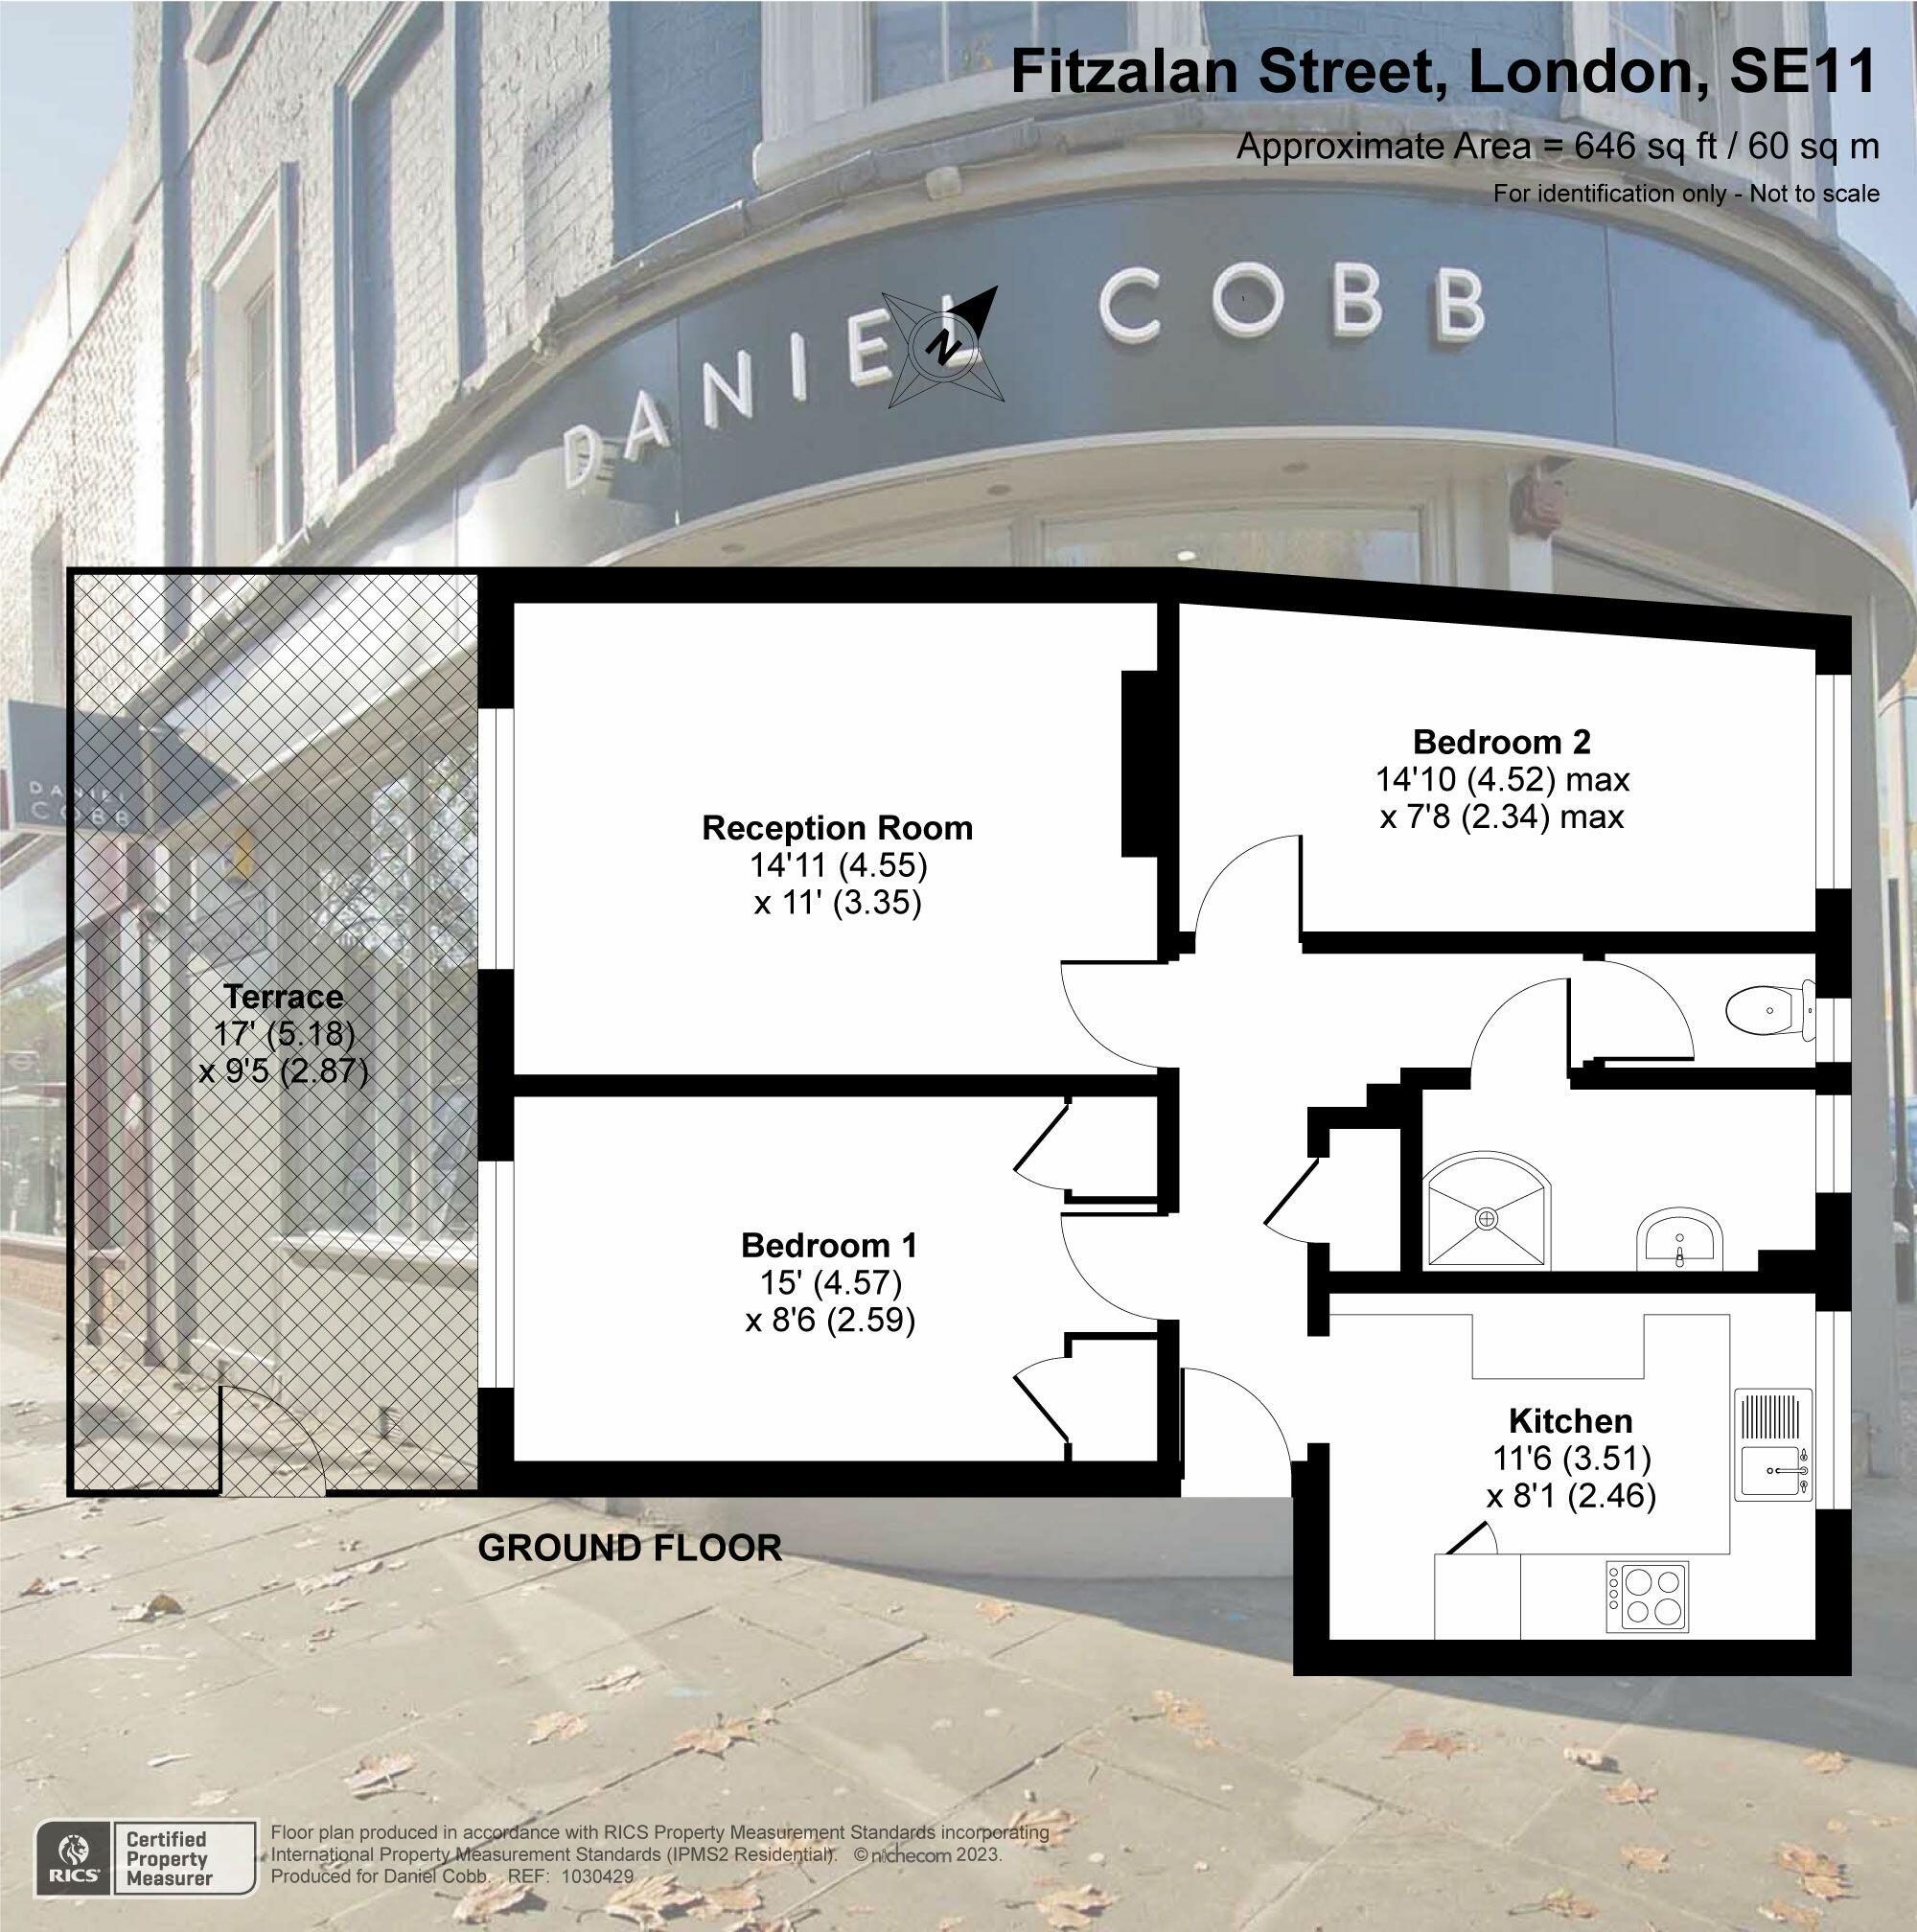 Fitzalan Street, London, SE11
Approximate Area = 646 sq ft / 60 sq m
For identification only - Not to scale
DANIEL COBB
N
DANIEL
COBB
Bedroom 2
14'10 (4.52) max
x 7'8 (2.34) max
Reception Room
14'11 (4.55)
x 11' (3.35)
Terrace
17' (5.18)
x 9'5 (2.87)
Bedroom 1
15' (4.57)
x 8'6 (2.59)
Kitchen
11'6 (3.51)
x 8'1 (2.46)
GROUND FLOOR
RICS
Certified
Property
Measurer
Floor plan produced in accordance with RICS Property Measurement Standards incorporating
International Property Measurement Standards (IPMS2 Residential). © nichecom 2023.
Produced for Daniel Cobb. REF: 1030429